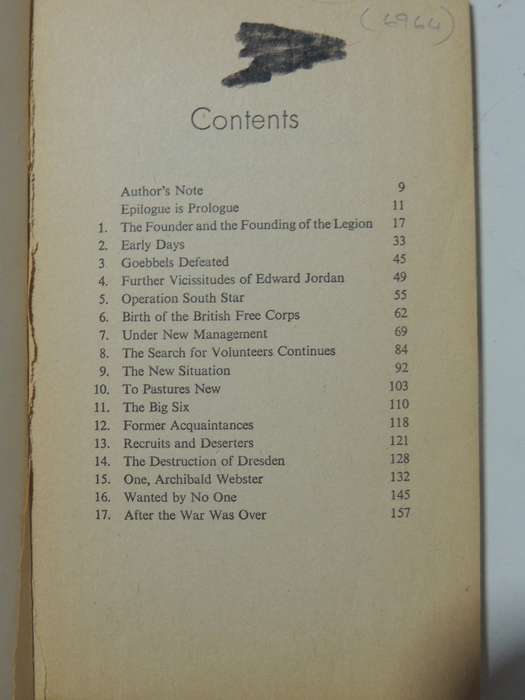 (6964)
Contents
Author's Note 9
Epilogue is Prologue 11
1. The Founder and the Founding of the Legion 17
2. Early Days 33
3. Goebbels Defeated 45
4. Further Vicissitudes of Edward Jordan 49
5. Operation South Star 55
6. Birth of the British Free Corps 62
7. Under New Management 69
8. The Search for Volunteers Continues 84
9. The New Situation 92
10. To Pastures New 103
11. The Big Six 110
12. Former Acquaintances 118
13. Recruits and Deserters 121
14. The Destruction of Dresden 128
15. One, Archibald Webster 132
16. Wanted by No One 145
17. After the War Was Over 157